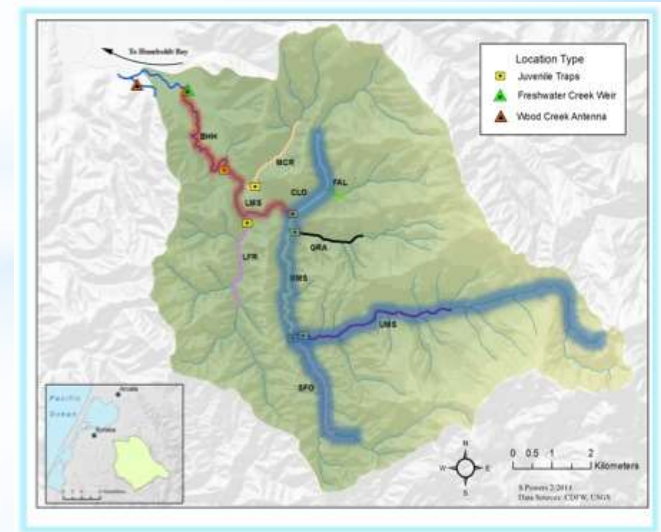 To Humboldt Bay
Location Type
Juvenile Traps
Freshwater Creek Weir
Wood Creek Antenna
BHH
MCR
FAL
CLO
LMS
GRA
LFR
UMS
SFO
Pacific
Ocean
Arcata
Eureka
N
W
E
S
0 0.5 1 2
Kilometers
S Powers 2/2014
Data Sources: CDFW, USGS